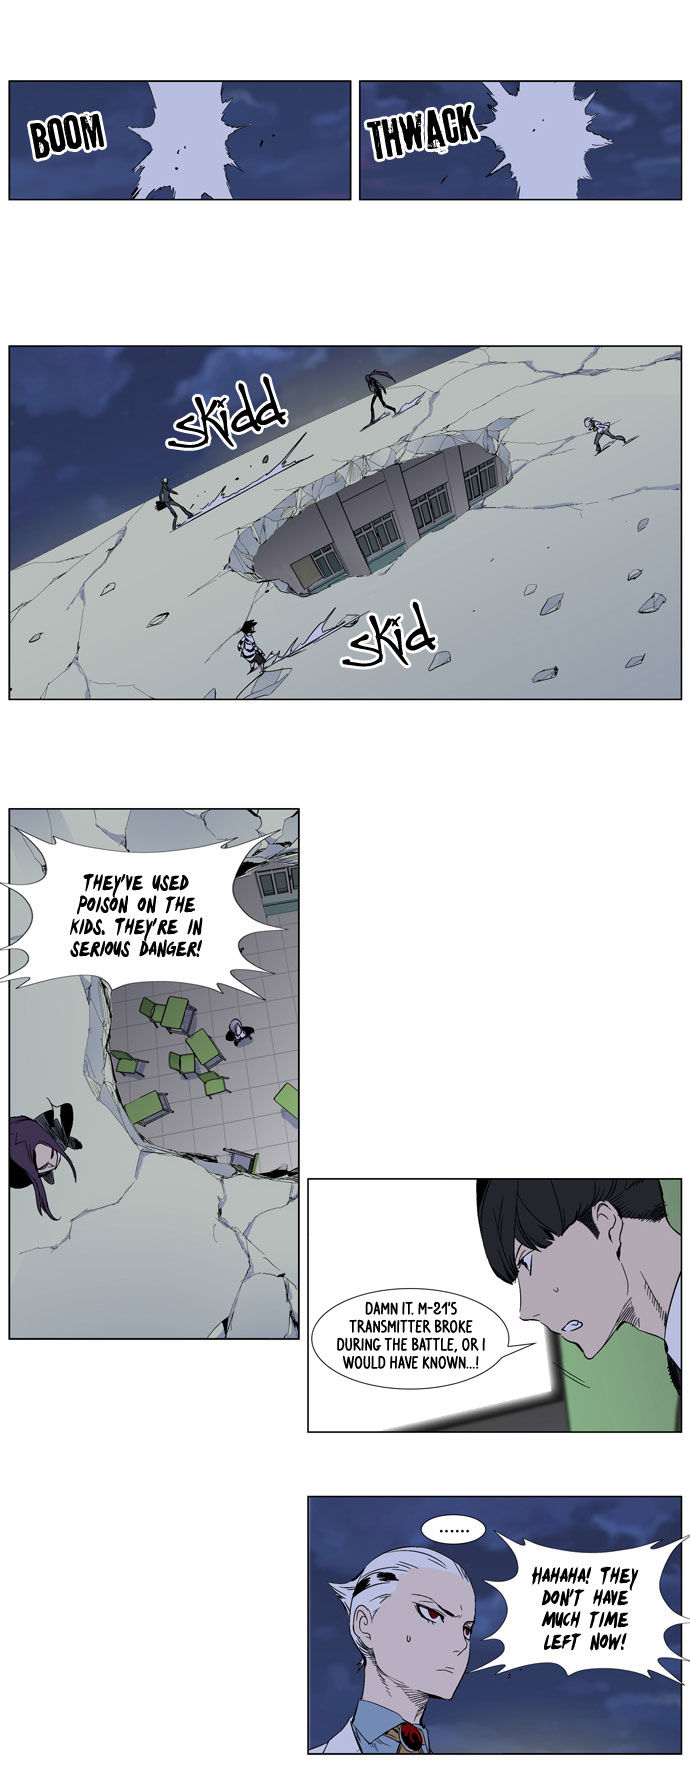 BOOM
THWACK
SKIDD
SKID
THEY'VE USED
POISON ON THE
KIDS. THEY'RE IN
SERIOUS DANGER!
DAMN IT. M-21'S
TRANSMITTER BROKE
DURING THE BATTLE, OR I
WOULD HAVE KNOWN...!
......
HAHAHA! THEY
DON'T HAVE
MUCH TIME
LEFT NOW!